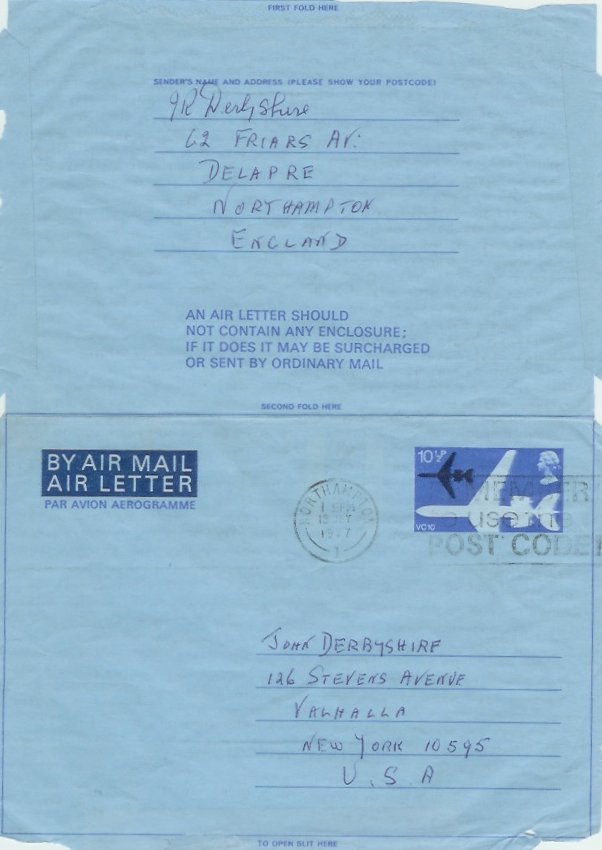 FIRST FOLD HERE
SENDER'S NAME AND ADDRESS (PLEASE SHOW YOUR POSTCODE)
JR Derbyshire
62 FRIARS AV:
DELAPRE
NORTHAMPTON
ENGLAND
AN AIR LETTER SHOULD
NOT CONTAIN ANY ENCLOSURE;
IF IT DOES IT MAY BE SURCHARGED
OR SENT BY ORDINARY MAIL
SECOND FOLD HERE
BY AIR MAIL
AIR LETTER
PAR AVION AEROGRAMME
10½P
VC10
NORTHAMPTON
1977
1
POST CODE
JOHN DERBYSHIRE
126 STEVENS AVENUE
VALHALLA
NEW YORK 10595
U.S.A
TO OPEN SLIT HERE